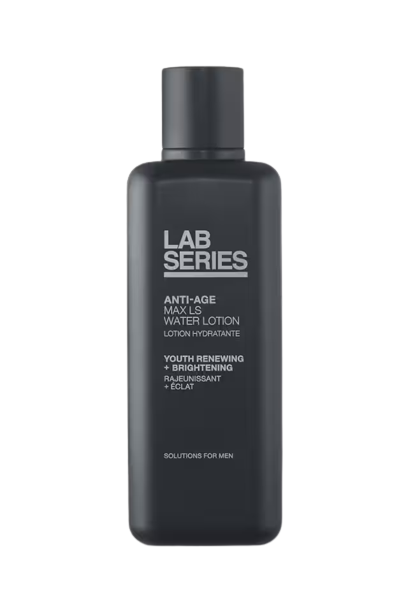 LAB
SERIES
ANTI-AGE
MAX LS
WATER LOTION
LOTION HYDRATANTE
YOUTH RENEWING
+ BRIGHTENING
RAJEUNISSANT
+ ÉCLAT
SOLUTIONS FOR MEN